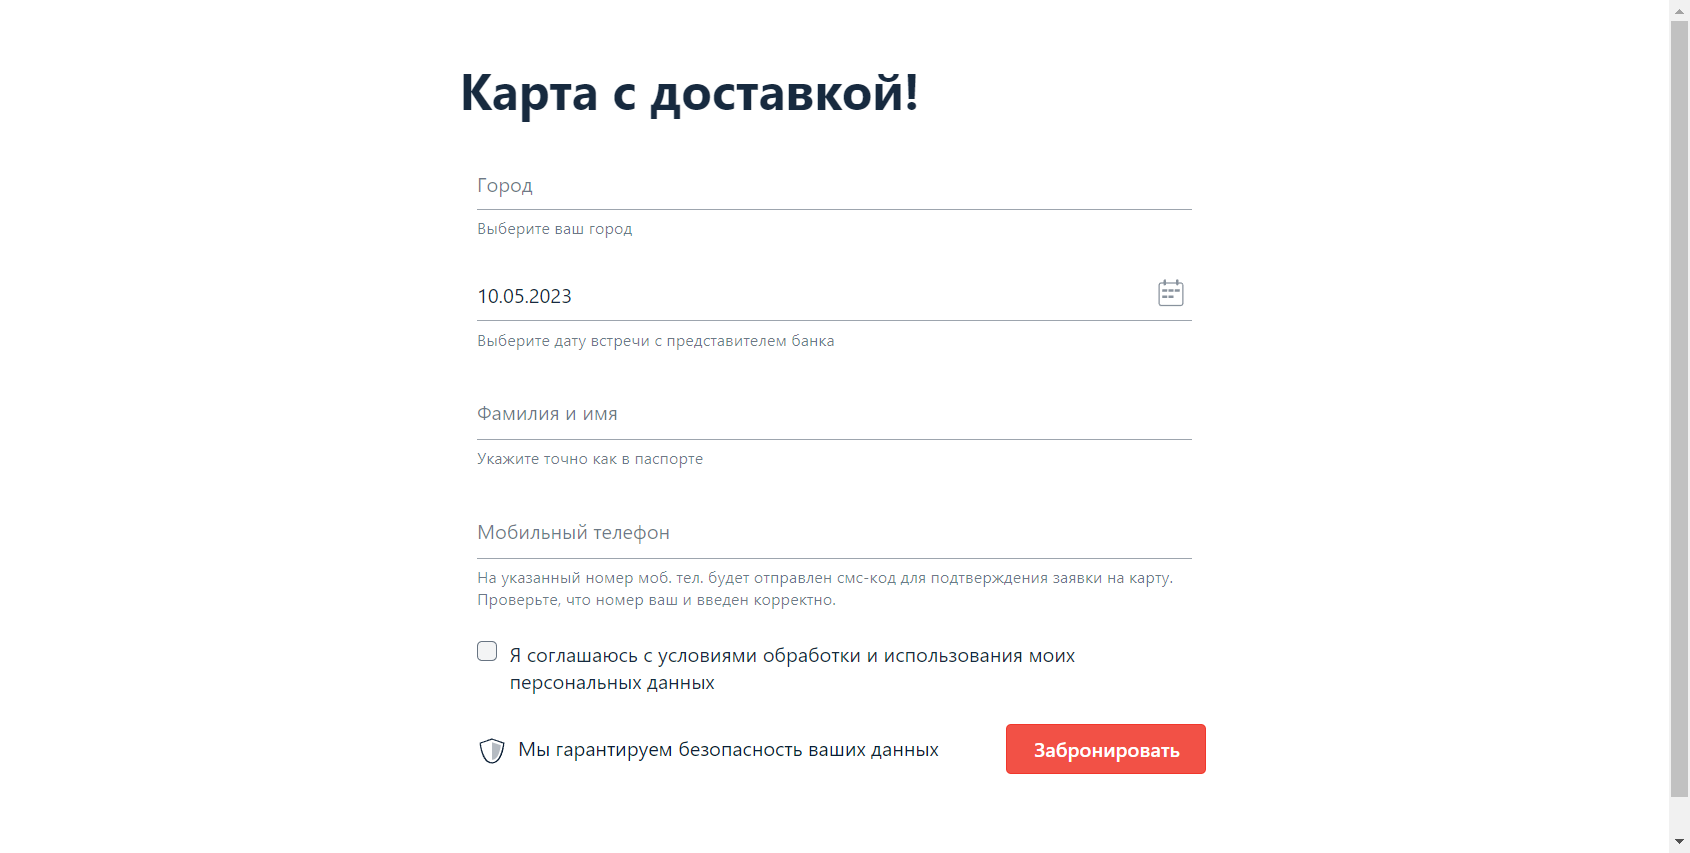 Карта с доставкой!
Город
Выберите ваш город
10.05.2023
Выберите дату встречи с представителем банка
Фамилия и имя
Укажите точно как в паспорте
Мобильный телефон
На указанный номер моб. тел. будет отправлен смс-код для подтверждения заявки на карту.
Проверьте, что номер ваш и введен корректно.
Я соглашаюсь с условиями обработки и использования моих
персональных данных
Мы гарантируем безопасность ваших данных
Забронировать